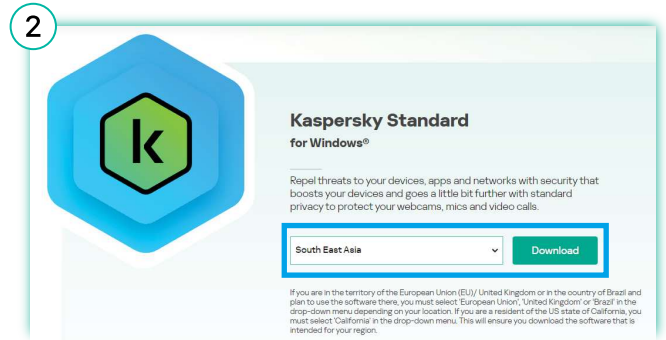 2
k
Kaspersky Standard
for Windows®
Repel threats to your devices, apps and networks with security that
boosts your devices and goes a little bit further with standard
privacy to protect your webcams, mics and video calls.
South East Asia Download
If you are in the territory of the European Union (EU)/ United Kingdom or in the country of Brazil and
plan to use the software there, you must select 'European Union', 'United Kingdom' or 'Brazil' in the
drop-down menu depending on your location. If you are a resident of the US state of California, you
must select 'California' in the drop-down menu. This will ensure you download the software that is
intended for your region.